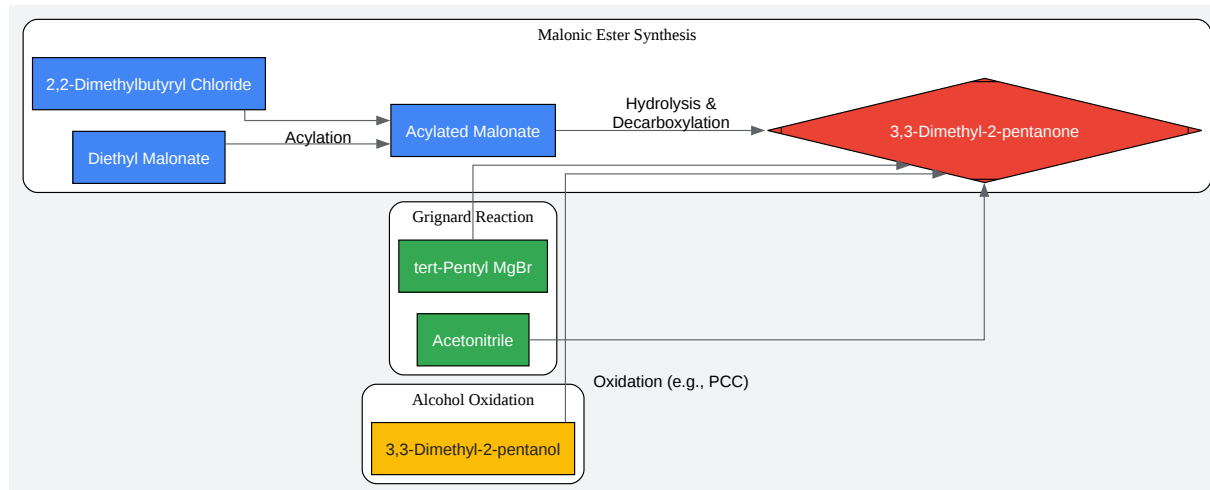 Malonic Ester Synthesis
2,2-Dimethylbutyryl Chloride
Diethyl Malonate
Acylation
Acylated Malonate
Hydrolysis &
Decarboxylation
3,3-Dimethyl-2-pentanone
Grignard Reaction
tert-Pentyl MgBr
Acetonitrile
Oxidation (e.g., PCC)
Alcohol Oxidation
3,3-Dimethyl-2-pentanol